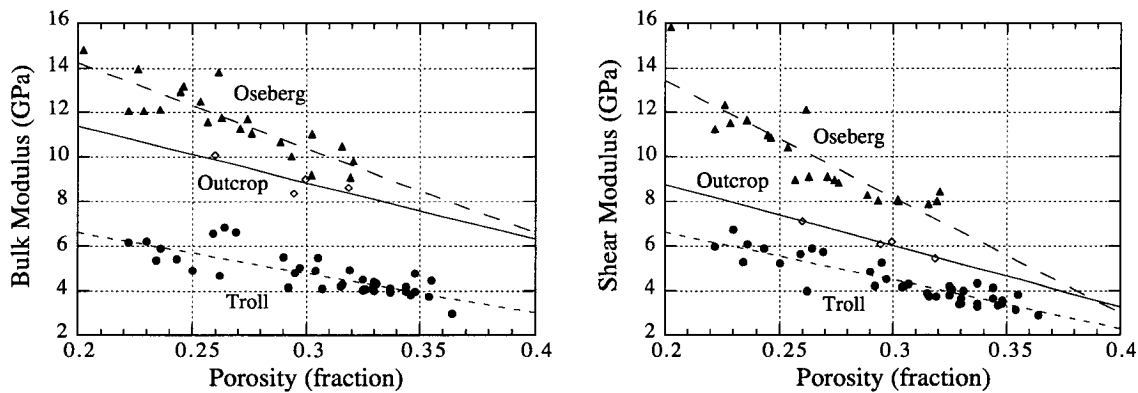 Bulk Modulus (GPa)
16
14
12
10
8
6
4
2
Oseberg
Outcrop
Troll
0.2
0.25
0.3
0.35
0.4
Porosity (fraction)
Shear Modulus (GPa)
16
14
12
10
8
6
4
2
Oseberg
Outcrop
Troll
0.2
0.25
0.3
0.35
0.4
Porosity (fraction)